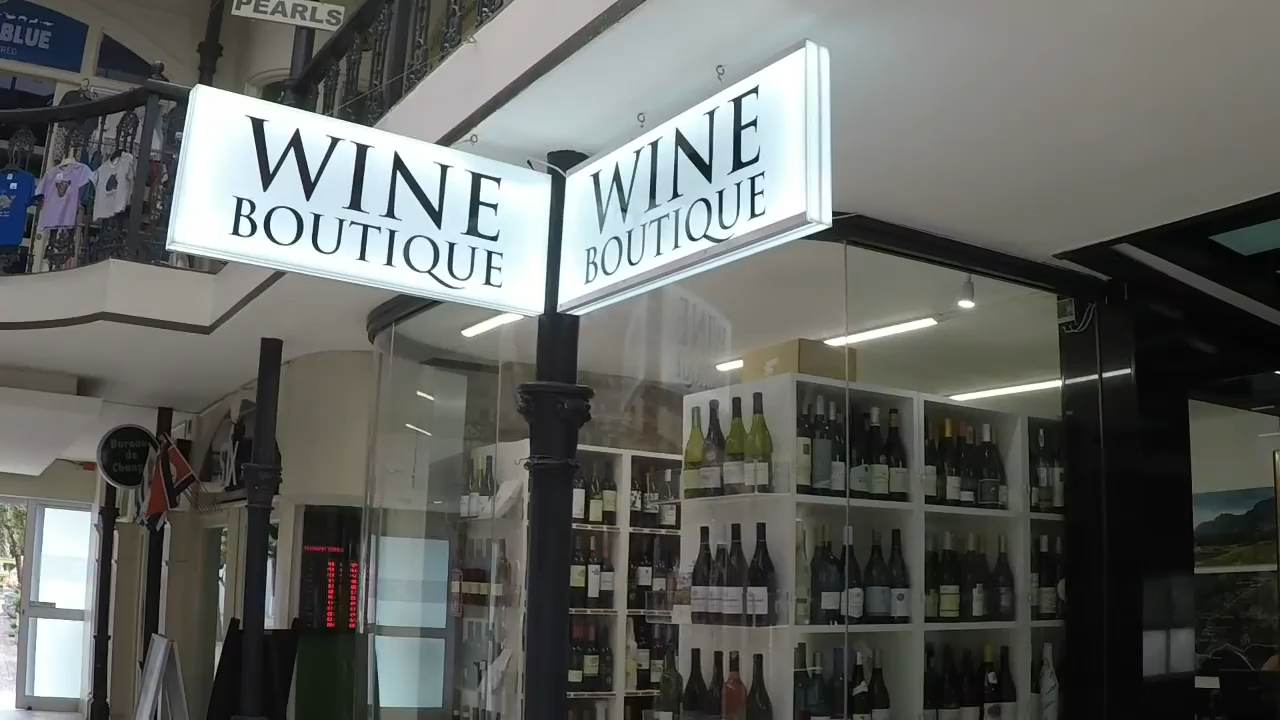 PEARLS
BLUE
WINE
BOUTIQUE
WINE
BOUTIQUE
Bureau
de
Change